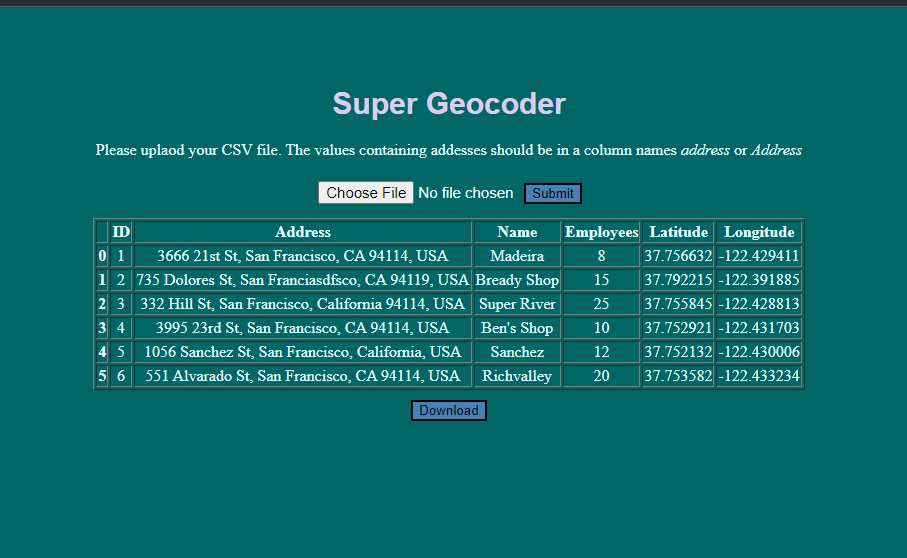 Super Geocoder
Please uplaod your CSV file. The values containing addesses should be in a column names address or Address
Choose File No file chosen Submit
ID Address Name Employees Latitude Longitude
0 1 3666 21st St, San Francisco, CA 94114, USA Madeira 8 37.756632 -122.429411
1 2 735 Dolores St, San Franciasdfsco, CA 94119, USA Bready Shop 15 37.792215 -122.391885
2 3 332 Hill St, San Francisco, California 94114, USA Super River 25 37.755845 -122.428813
3 4 3995 23rd St, San Francisco, CA 94114, USA Ben's Shop 10 37.752921 -122.431703
4 5 1056 Sanchez St, San Francisco, California, USA Sanchez 12 37.752132 -122.430006
5 6 551 Alvarado St, San Francisco, CA 94114, USA Richvalley 20 37.753582 -122.433234
Download